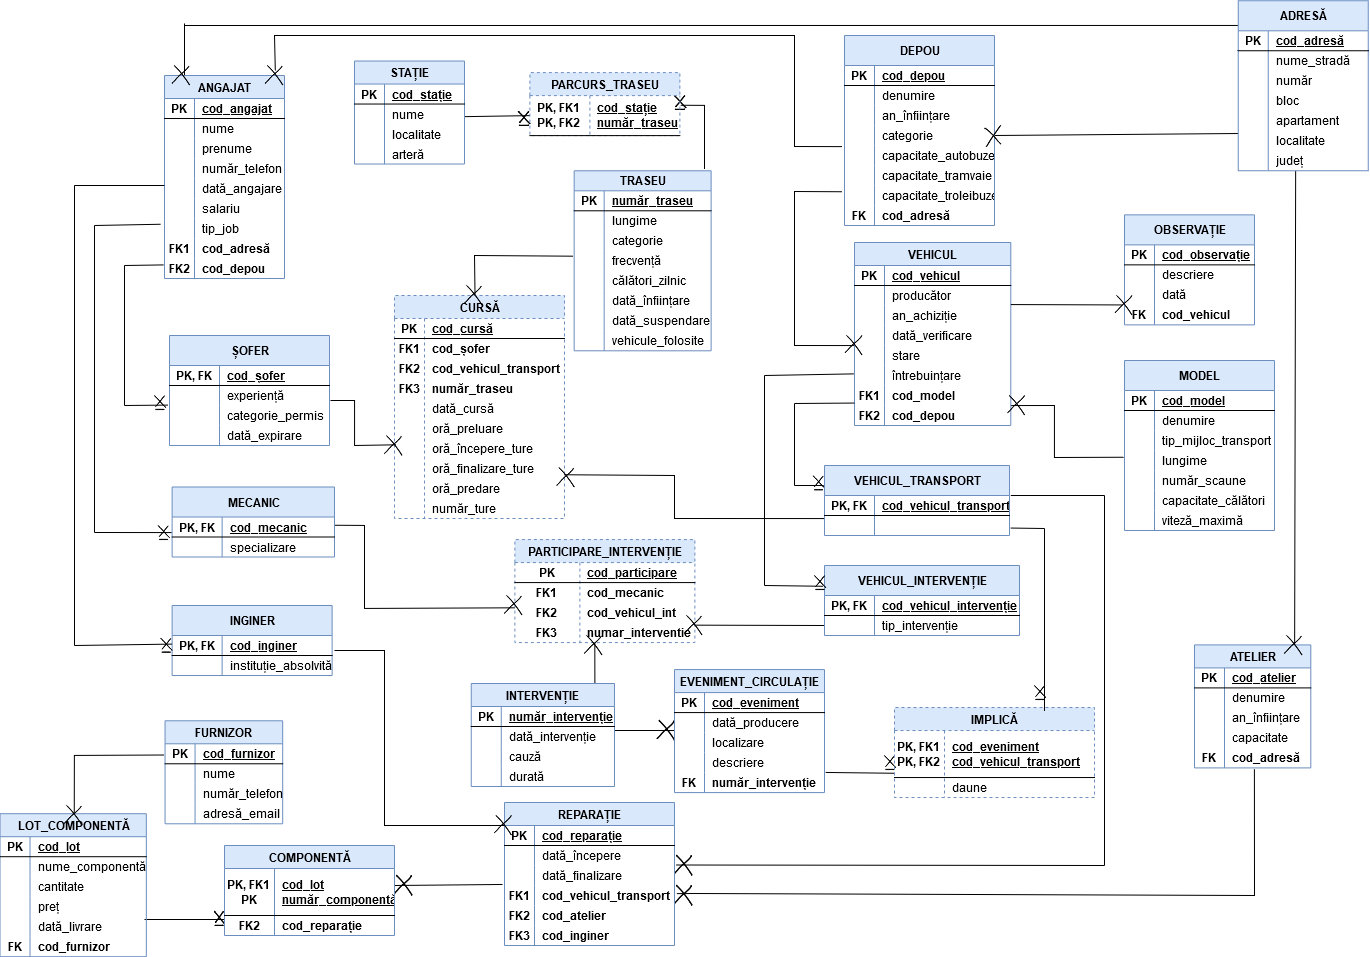 ADRESĂ
PK cod_adresă
nume_stradă
număr
bloc
apartament
localitate
județ
DEPOU
PK cod_depou
denumire
an_înființare
categorie
capacitate_autobuze
capacitate_tramvaie
capacitate_troleibuze
FK cod_adresă
STAȚIE
PK cod_stație
nume
localitate
arteră
PARCURS_TRASEU
PK, FK1 cod_stație
PK, FK2 număr_traseu
ANGAJAT
PK cod_angajat
nume
prenume
număr_telefon
dată_angajare
salariu
tip_job
FK1 cod_adresă
FK2 cod_depou
TRASEU
PK număr_traseu
lungime
categorie
frecvență
călători_zilnic
dată_înființare
dată_suspendare
vehicule_folosite
OBSERVAȚIE
PK cod_observație
descriere
dată
FK cod_vehicul
VEHICUL
PK cod_vehicul
producător
an_achiziție
dată_verificare
stare
întrebuințare
FK1 cod_model
FK2 cod_depou
CURSĂ
PK cod_cursă
FK1 cod_șofer
FK2 cod_vehicul_transport
FK3 număr_traseu
dată_cursă
oră_preluare
oră_începere_ture
oră_finalizare_ture
oră_predare
număr_ture
ȘOFER
PK, FK cod_șofer
experiență
categorie_permis
dată_expirare
MODEL
PK cod_model
denumire
tip_mijloc_transport
lungime
număr_scaune
capacitate_călători
viteză_maximă
VEHICUL_TRANSPORT
PK, FK cod_vehicul_transport
MECANIC
PK, FK cod_mecanic
specializare
PARTICIPARE_INTERVENȚIE
PK cod_participare
FK1 cod_mecanic
FK2 cod_vehicul_int
FK3 numar_interventie
VEHICUL_INTERVENȚIE
PK, FK cod_vehicul_intervenție
tip_intervenție
INGINER
PK, FK cod_inginer
instituție_absolvită
ATELIER
PK cod_atelier
denumire
an_înființare
capacitate
FK cod_adresă
INTERVENȚIE
PK număr_intervenție
dată_intervenție
cauză
durată
EVENIMENT_CIRCULAȚIE
PK cod_eveniment
dată_producere
localizare
descriere
FK număr_intervenție
IMPLICĂ
PK, FK1 cod_eveniment
PK, FK2 cod_vehicul_transport
daune
FURNIZOR
PK cod_furnizor
nume
număr_telefon
adresă_email
LOT_COMPONENTĂ
PK cod_lot
nume_componentă
cantitate
preț
dată_livrare
FK cod_furnizor
COMPONENTĂ
PK, FK1 cod_lot
PK număr_componentă
FK2 cod_reparație
REPARAȚIE
PK cod_reparație
dată_începere
dată_finalizare
FK1 cod_vehicul_transport
FK2 cod_atelier
FK3 cod_inginer